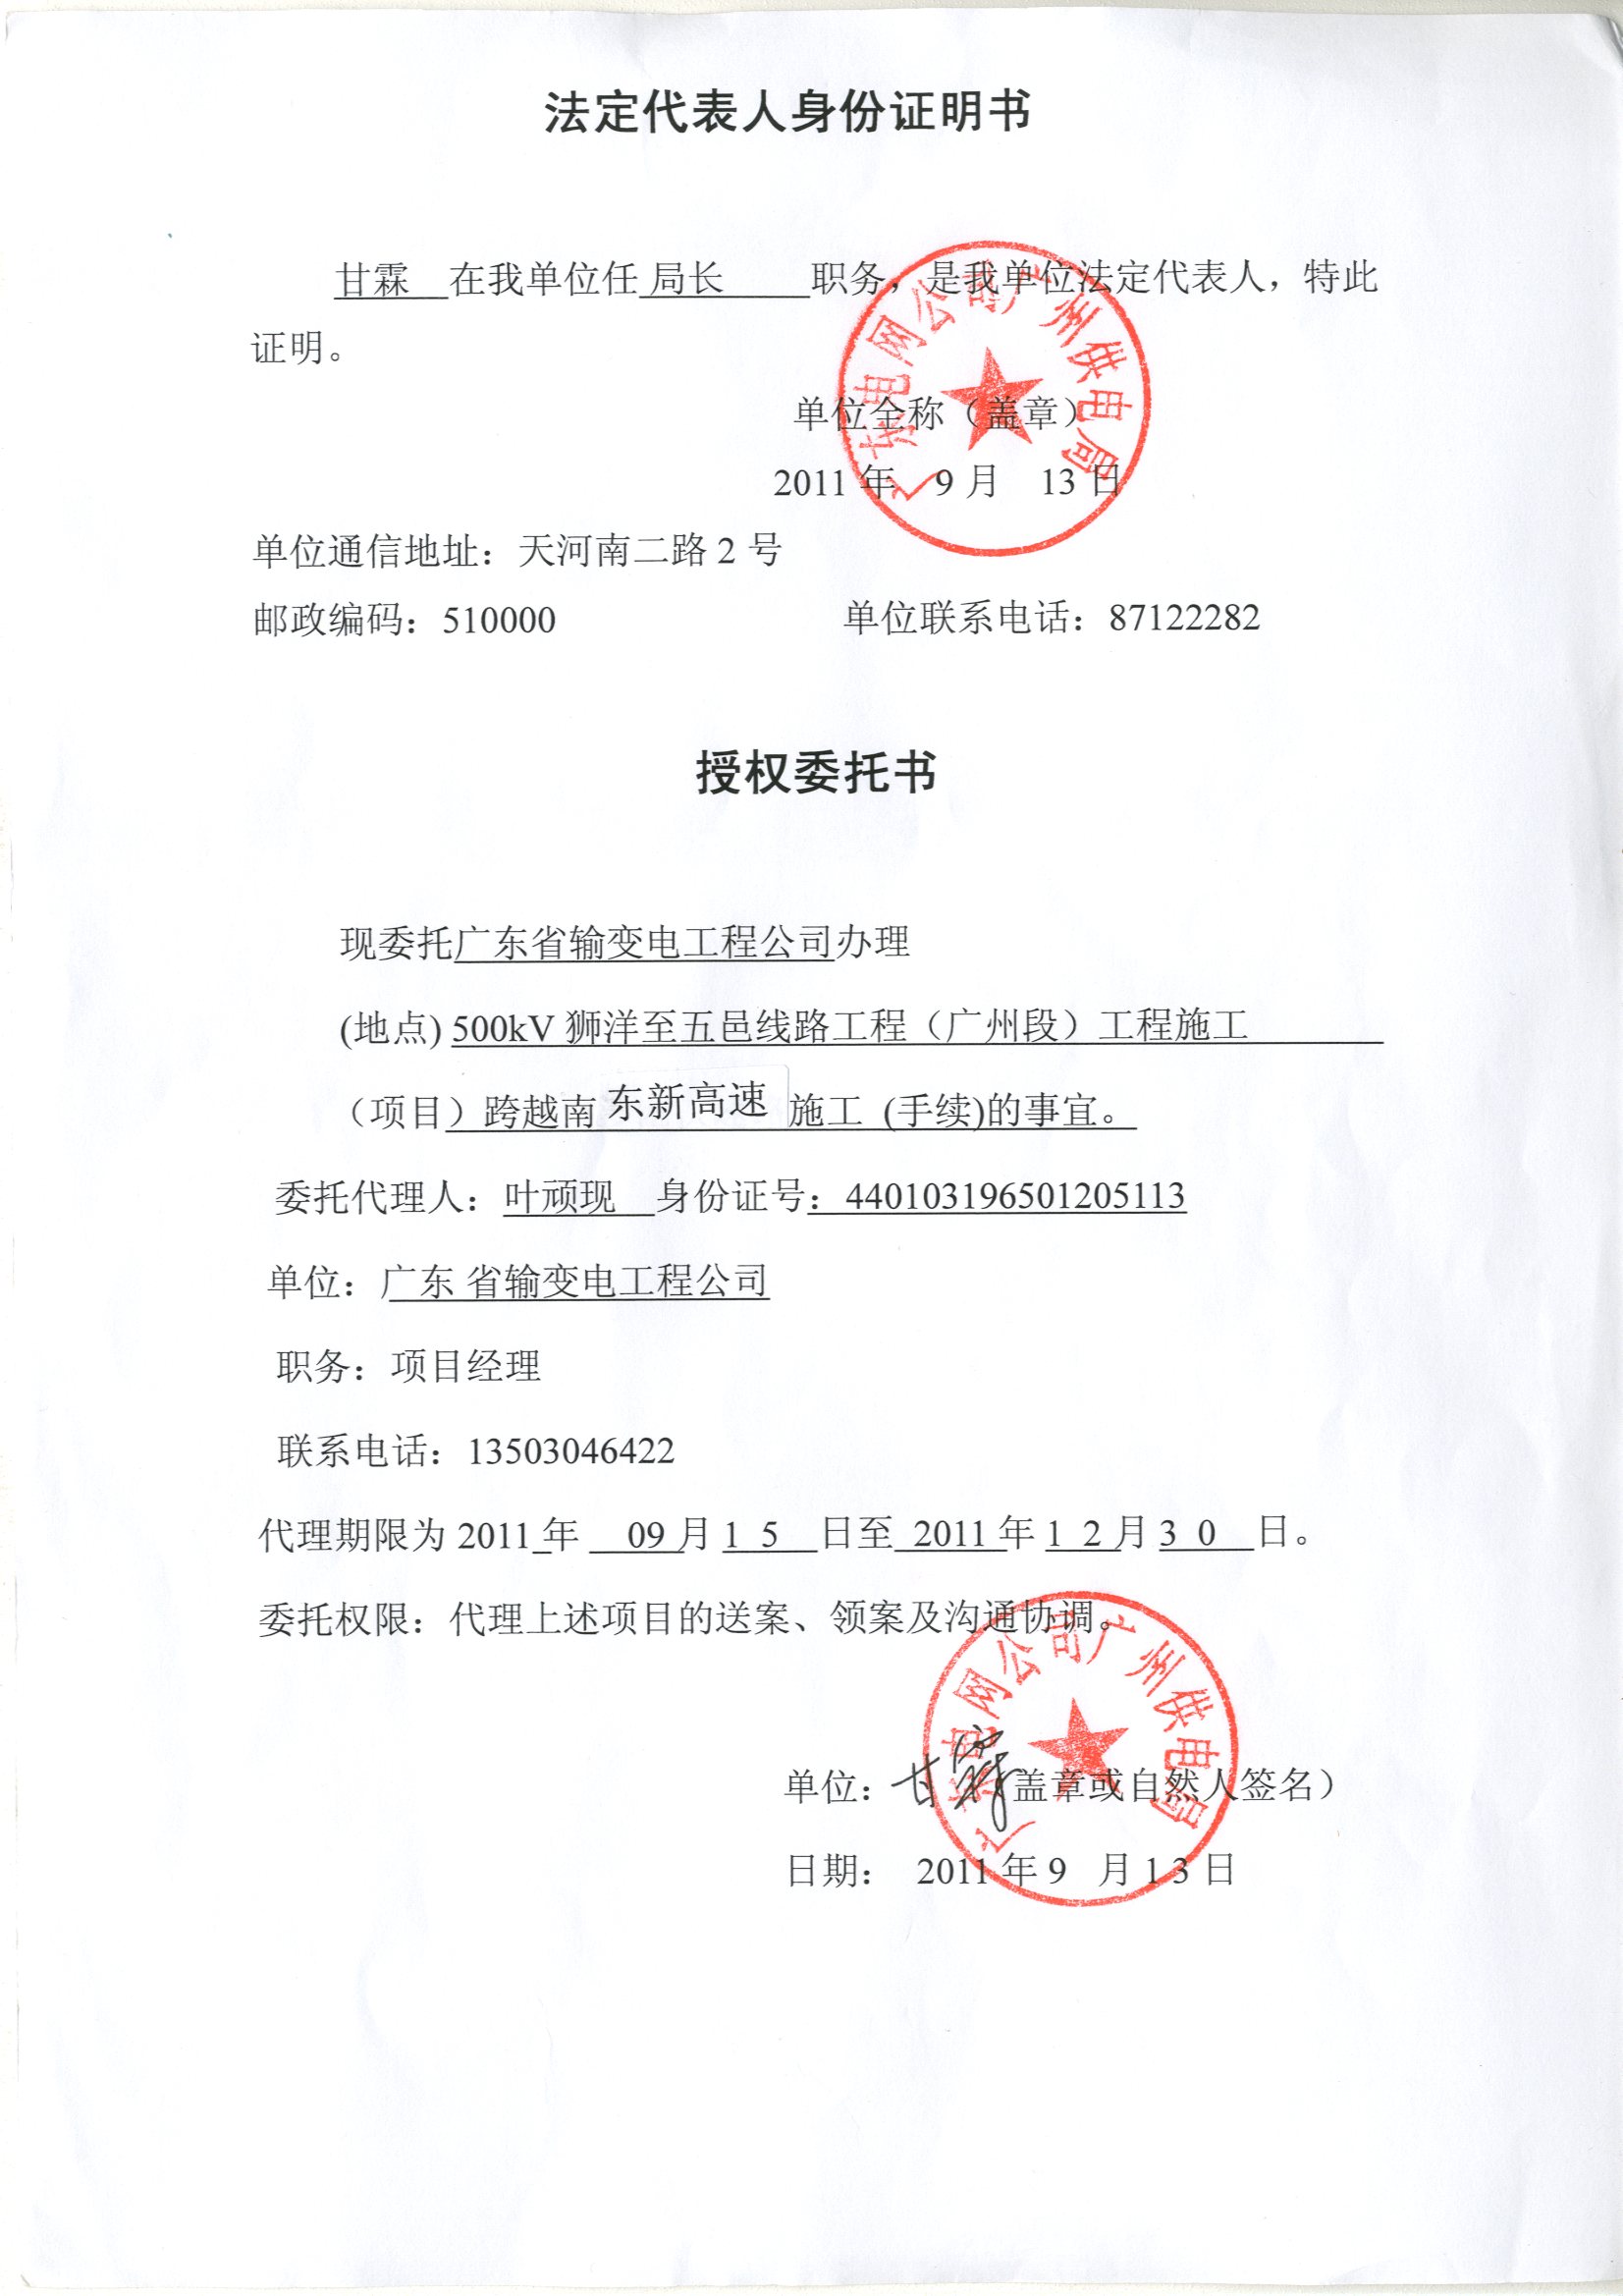 法定代表人身份证明书
甘霖 在我单位任 局长 职务，是我单位法定代表人，特此
证明。
单位全称（盖章）
2011 年 9 月 13 日
广东电网公司广州供电局
单位通信地址：天河南二路 2 号
邮政编码：510000 单位联系电话：87122282
授权委托书
现委托广东省输变电工程公司办理
(地点) 500kV 狮洋至五邑线路工程（广州段）工程施工
（项目）跨越南 东新高速 施工 (手续)的事宜。
委托代理人：叶顽现 身份证号：440103196501205113
单位：广东 省输变电工程公司
职务：项目经理
联系电话：13503046422
代理期限为 2011 年 09 月 1 5 日至 2011 年 1 2 月 3 0 日。
委托权限：代理上述项目的送案、领案及沟通协调。
单位：甘霖（盖章或自然人签名）
日期： 2011 年 9 月 1 3 日
广东电网公司广州供电局